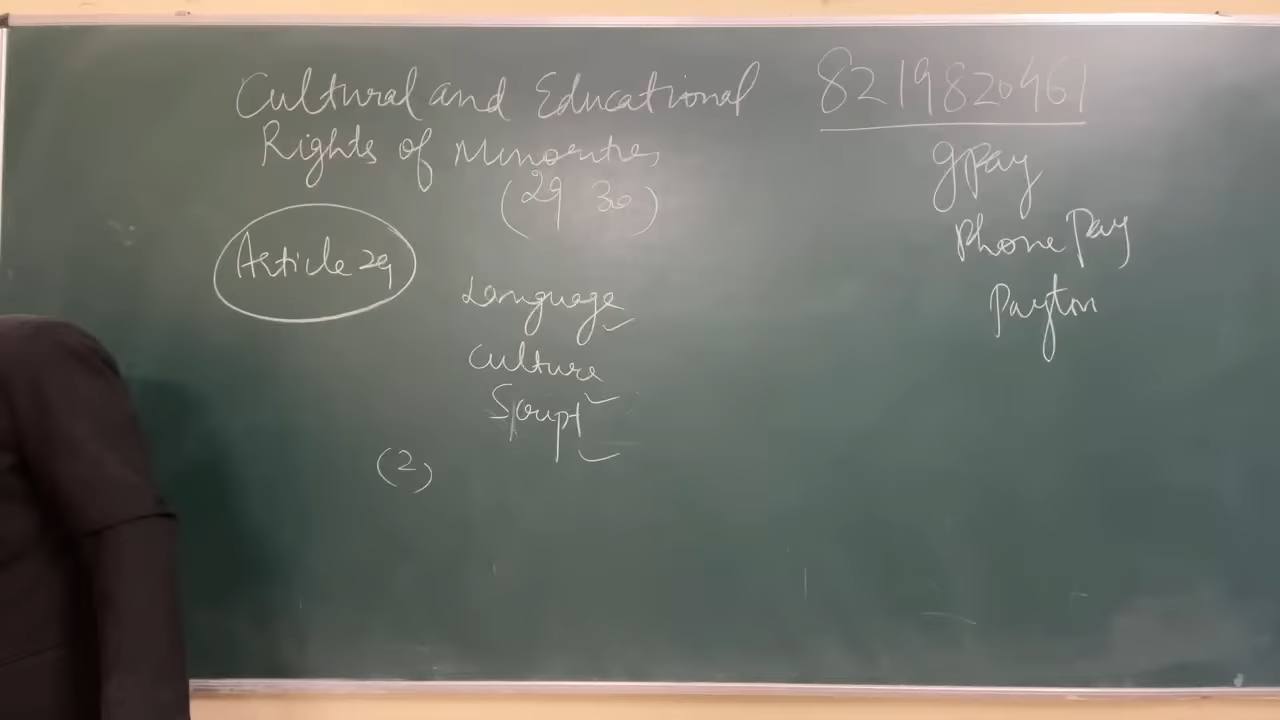 Cultural and Educational
Rights of Minorities
(29 30)
Article 29
Language
Culture
Script
(2)
8219820461
gpay
Phone Pay
Paytm